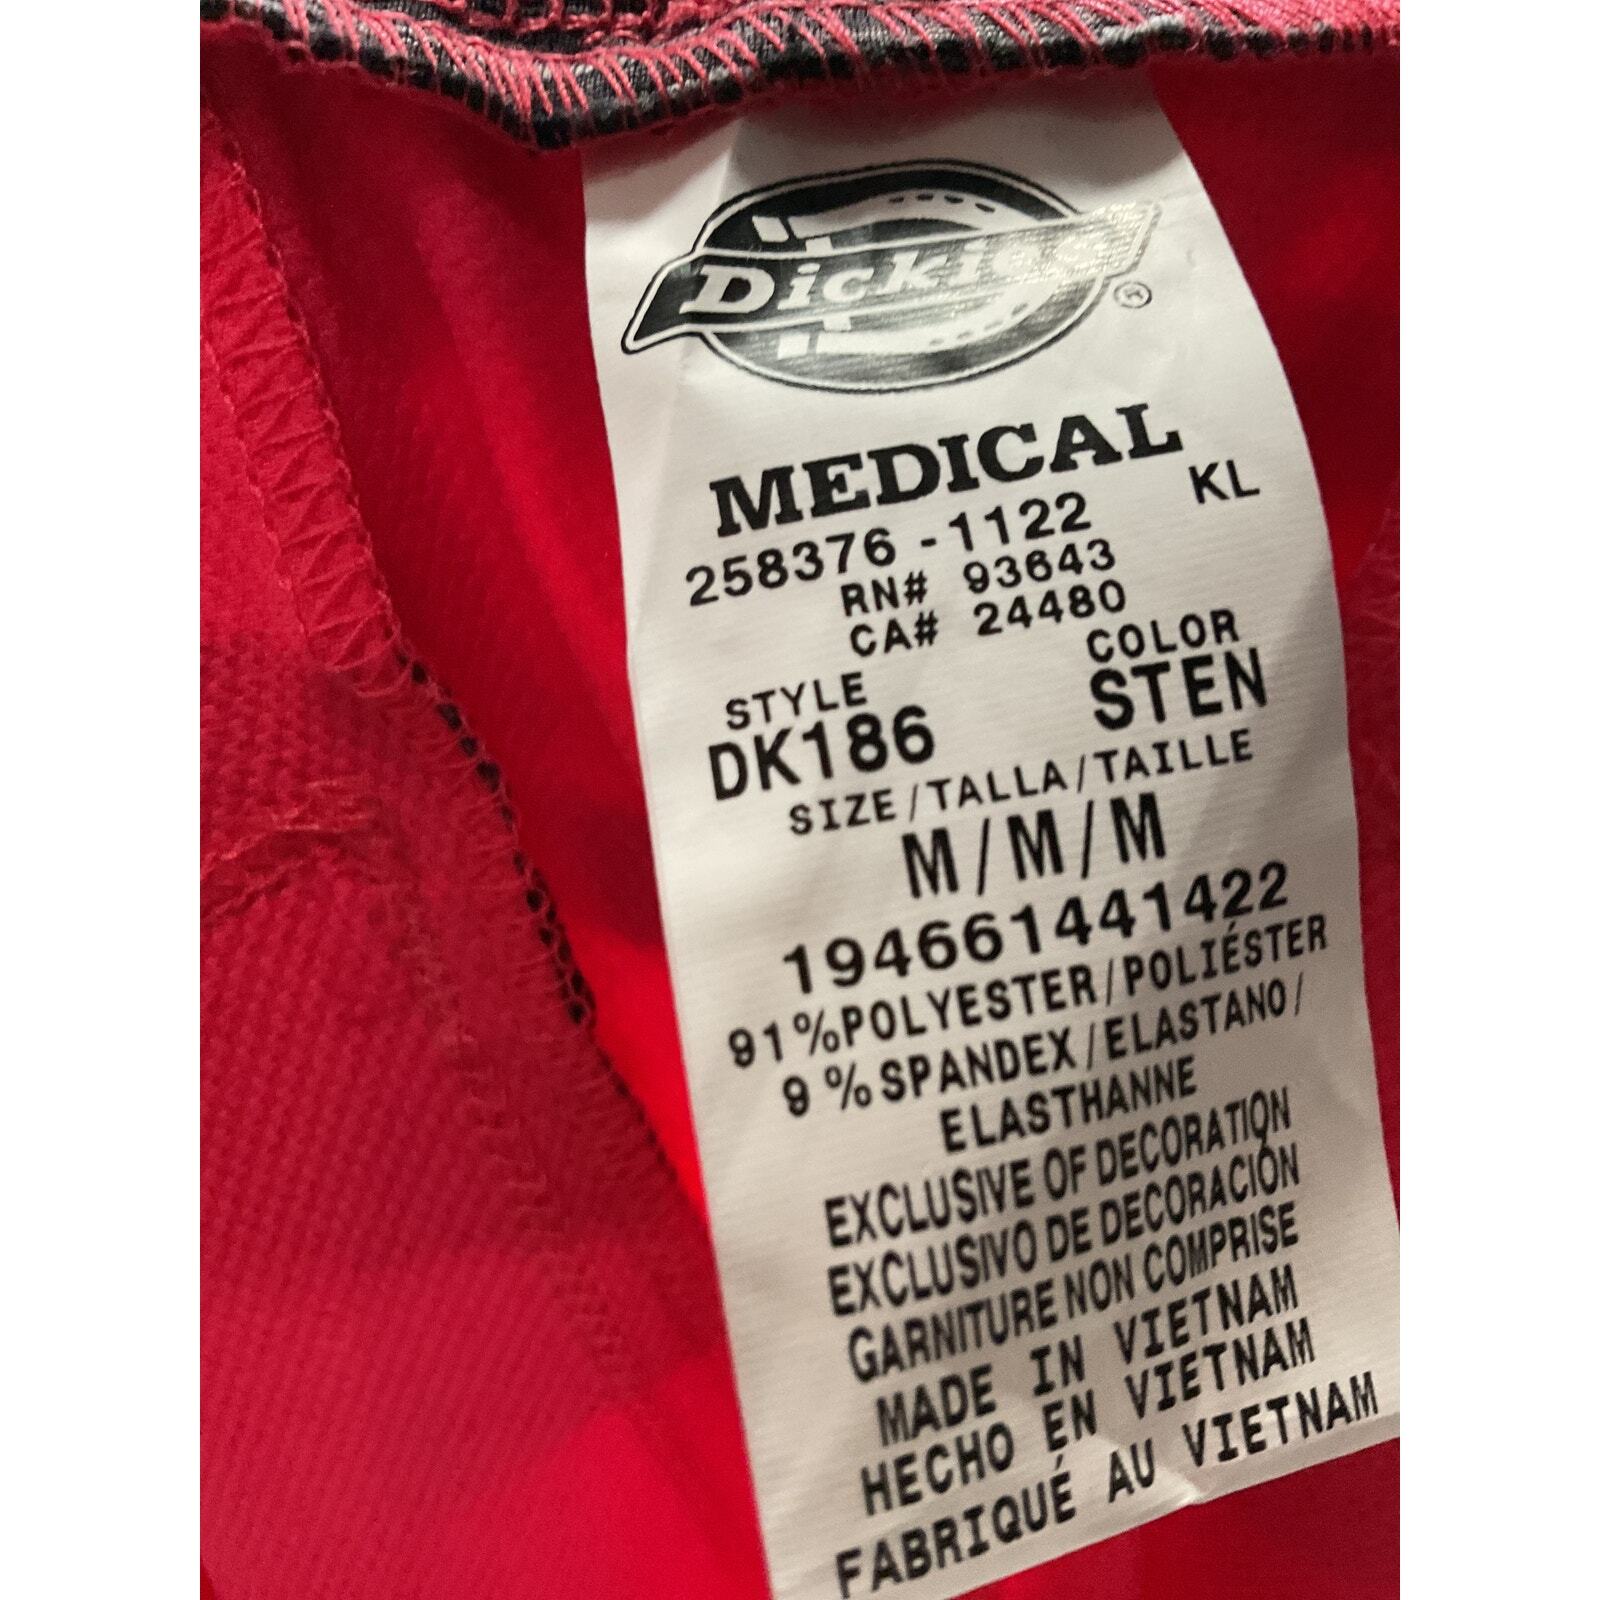 Dickies®
MEDICAL
258376-1122 KL
RN# 93643
CA# 24480
STYLE COLOR
DK186 STEN
SIZE/TALLA/TAILLE
M/M/M
194661441422
91%POLYESTER/POLIÉSTER
9%SPANDEX/ELASTANO/
ELASTHANNE
EXCLUSIVE OF DECORATION
EXCLUSIVO DE DECORACIÓN
GARNITURE NON COMPRISE
MADE IN VIETNAM
HECHO EN VIETNAM
FABRIQUÉ AU VIETNAM